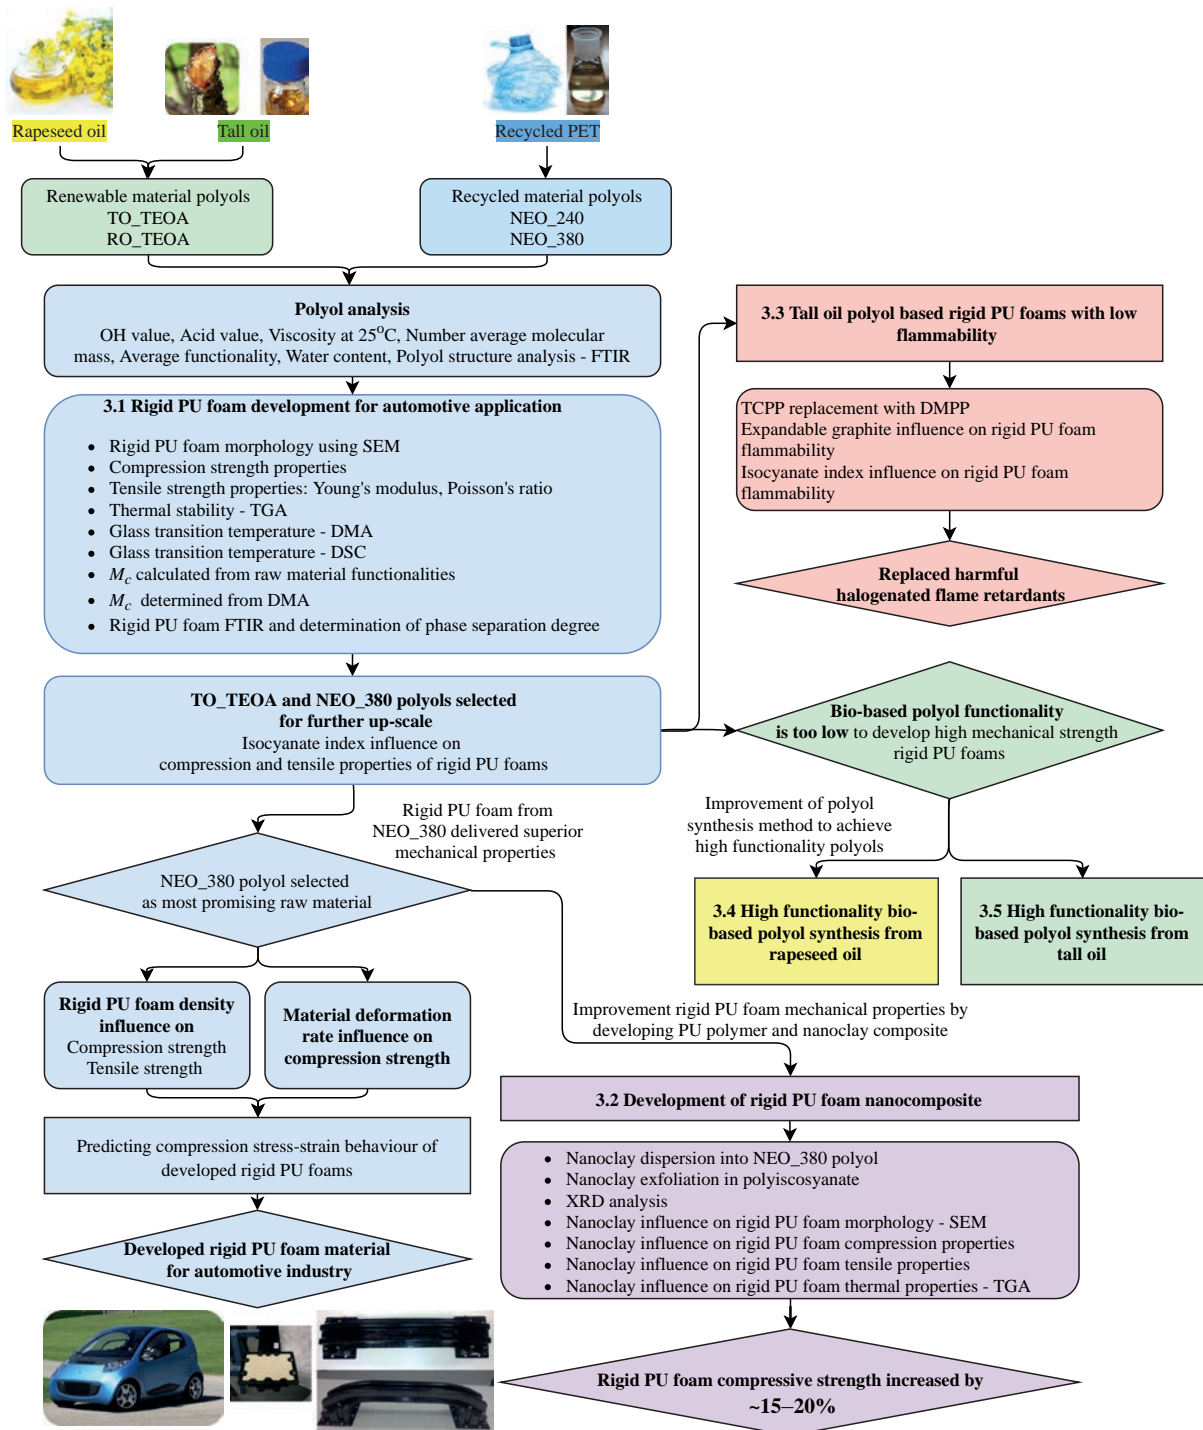 Rapeseed oil
Tall oil
Recycled PET
Renewable material polyols
TO_TEOA
RO_TEOA
Recycled material polyols
NEO_240
NEO_380
Polyol analysis
OH value, Acid value, Viscosity at 25°C, Number average molecular
mass, Average functionality, Water content, Polyol structure analysis - FTIR
3.1 Rigid PU foam development for automotive application
• Rigid PU foam morphology using SEM
• Compression strength properties
• Tensile strength properties: Young's modulus, Poisson's ratio
• Thermal stability - TGA
• Glass transition temperature - DMA
• Glass transition temperature - DSC
• M_c calculated from raw material functionalities
• M_c determined from DMA
• Rigid PU foam FTIR and determination of phase separation degree
3.3 Tall oil polyol based rigid PU foams with low
flammability
TCPP replacement with DMPP
Expandable graphite influence on rigid PU foam
flammability
Isocyanate index influence on rigid PU foam
flammability
Replaced harmful
halogenated flame retardants
TO_TEOA and NEO_380 polyols selected
for further up-scale
Isocyanate index influence on
compression and tensile properties of rigid PU foams
Bio-based polyol functionality
is too low to develop high mechanical strength
rigid PU foams
Rigid PU foam from
NEO_380 delivered superior
mechanical properties
Improvement of polyol
synthesis method to achieve
high functionality polyols
NEO_380 polyol selected
as most promising raw material
3.4 High functionality bio-
based polyol synthesis from
rapeseed oil
3.5 High functionality bio-
based polyol synthesis from
tall oil
Rigid PU foam density
influence on
Compression strength
Tensile strength
Material deformation
rate influence on
compression strength
Improvement rigid PU foam mechanical properties by
developing PU polymer and nanoclay composite
3.2 Development of rigid PU foam nanocomposite
Predicting compression stress-strain behaviour of
developed rigid PU foams
• Nanoclay dispersion into NEO_380 polyol
• Nanoclay exfoliation in polyiscosyanate
• XRD analysis
• Nanoclay influence on rigid PU foam morphology - SEM
• Nanoclay influence on rigid PU foam compression properties
• Nanoclay influence on rigid PU foam tensile properties
• Nanoclay influence on rigid PU foam thermal properties - TGA
Developed rigid PU foam material
for automotive industry
Rigid PU foam compressive strength increased by
~15–20%